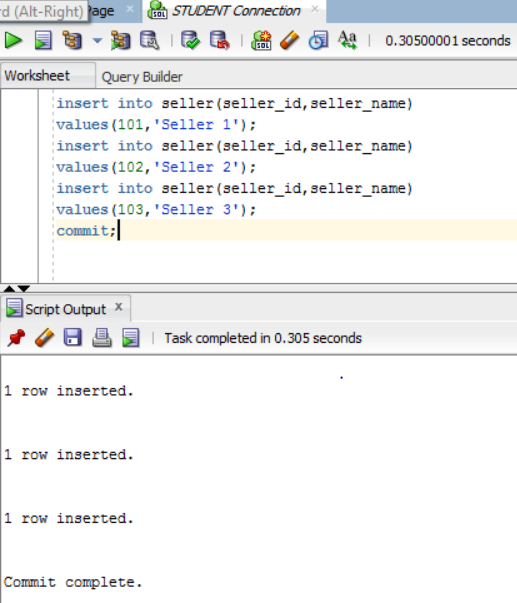 rd (Alt-Right) Page × STUDENT Connection ×
0.30500001 seconds
Worksheet Query Builder
insert into seller(seller_id,seller_name)
values(101,'Seller 1');
insert into seller(seller_id,seller_name)
values(102,'Seller 2');
insert into seller(seller_id,seller_name)
values(103,'Seller 3');
commit;
Script Output ×
Task completed in 0.305 seconds
1 row inserted.
1 row inserted.
1 row inserted.
Commit complete.